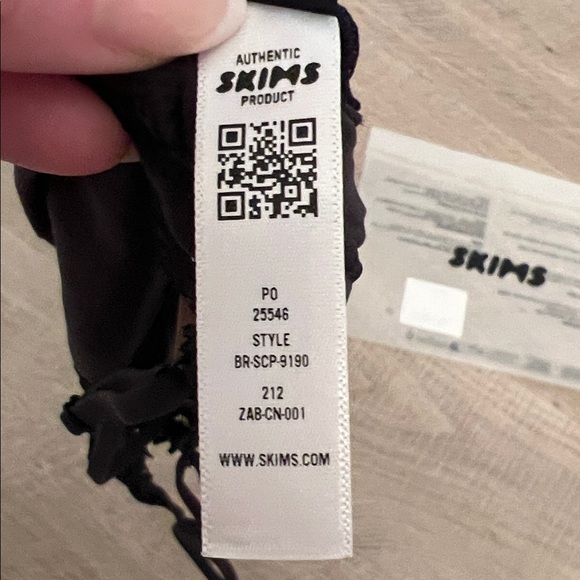 AUTHENTIC
SKIMS
PRODUCT
PO
25546
STYLE
BR-SCP-9190
212
ZAB-CN-001
WWW.SKIMS.COM
SKIMS